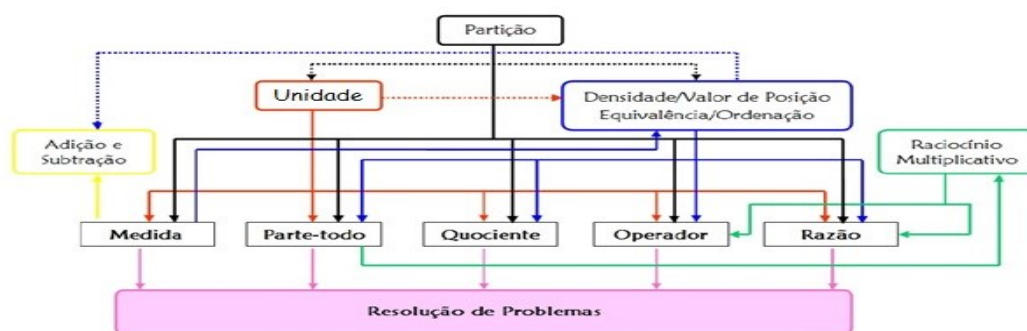 Partição
Unidade
Densidade/Valor de Posição
Equivalência/Ordenação
Adição e
Subtração
Raciocínio
Multiplicativo
Medida
Parte-todo
Quociente
Operador
Razão
Resolução de Problemas